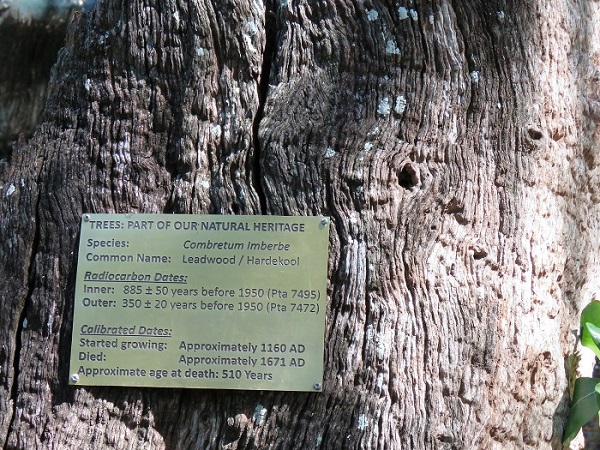 TREES: PART OF OUR NATURAL HERITAGE
Species: Combretum Imberbe
Common Name: Leadwood / Hardekool
Radiocarbon Dates:
Inner: 885 ± 50 years before 1950 (Pta 7495)
Outer: 350 ± 20 years before 1950 (Pta 7472)
Calibrated Dates:
Started growing: Approximately 1160 AD
Died: Approximately 1671 AD
Approximate age at death: 510 Years